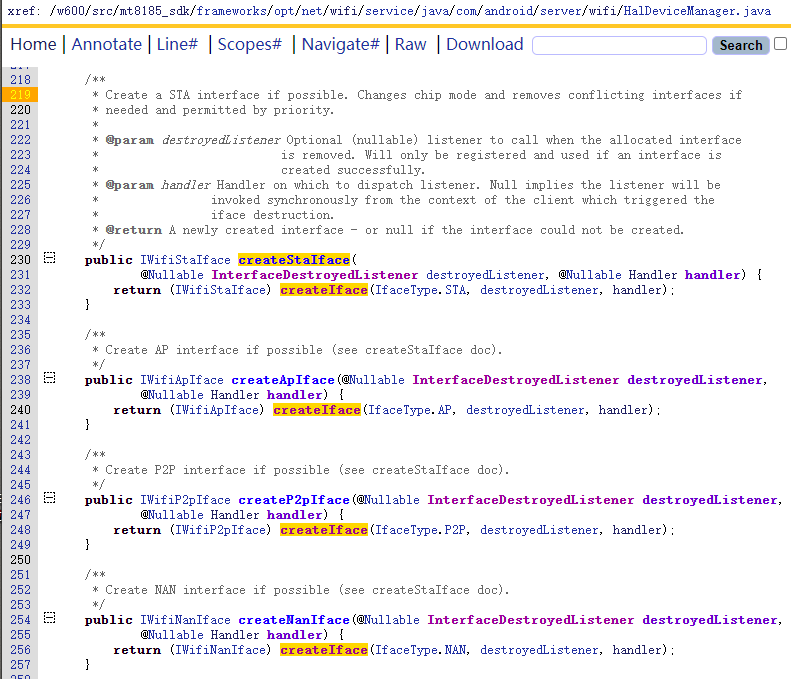 xref: /w600/src/mt8185_sdk/frameworks/opt/net/wifi/service/java/com/android/server/wifi/HalDeviceManager.java
Home | Annotate | Line# | Scopes# | Navigate# | Raw | Download Search
218 /**
219 * Create a STA interface if possible. Changes chip mode and removes conflicting interfaces if
220 * needed and permitted by priority.
221 *
222 * @param destroyedListener Optional (nullable) listener to call when the allocated interface
223 * is removed. Will only be registered and used if an interface is
224 * created successfully.
225 * @param handler Handler on which to dispatch listener. Null implies the listener will be
226 * invoked synchronously from the context of the client which triggered the
227 * iface destruction.
228 * @return A newly created interface - or null if the interface could not be created.
229 */
230 public IWifiStaIface createStaIface(
231 @Nullable InterfaceDestroyedListener destroyedListener, @Nullable Handler handler) {
232 return (IWifiStaIface) createIface(IfaceType.STA, destroyedListener, handler);
233 }
234
235 /**
236 * Create AP interface if possible (see createStaIface doc).
237 */
238 public IWifiApIface createApIface(@Nullable InterfaceDestroyedListener destroyedListener,
239 @Nullable Handler handler) {
240 return (IWifiApIface) createIface(IfaceType.AP, destroyedListener, handler);
241 }
242
243 /**
244 * Create P2P interface if possible (see createStaIface doc).
245 */
246 public IWifiP2pIface createP2pIface(@Nullable InterfaceDestroyedListener destroyedListener,
247 @Nullable Handler handler) {
248 return (IWifiP2pIface) createIface(IfaceType.P2P, destroyedListener, handler);
249 }
250
251 /**
252 * Create NAN interface if possible (see createStaIface doc).
253 */
254 public IWifiNanIface createNanIface(@Nullable InterfaceDestroyedListener destroyedListener,
255 @Nullable Handler handler) {
256 return (IWifiNanIface) createIface(IfaceType.NAN, destroyedListener, handler);
257 }